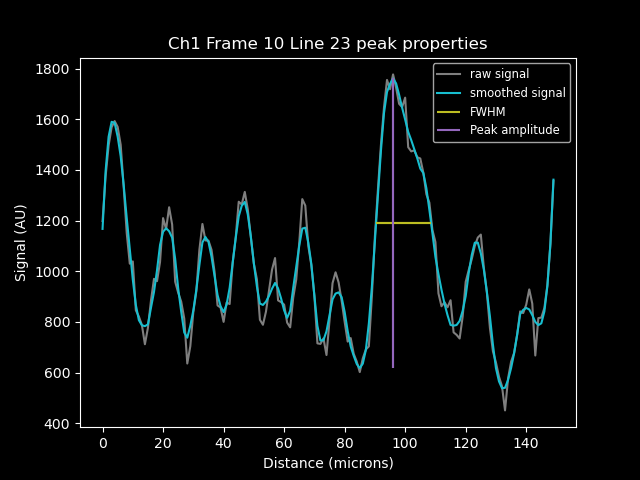 Ch1 Frame 10 Line 23 peak properties
raw signal
smoothed signal
FWHM
Peak amplitude
Signal (AU)
1800
1600
1400
1200
1000
800
600
400
0 20 40 60 80 100 120 140
Distance (microns)